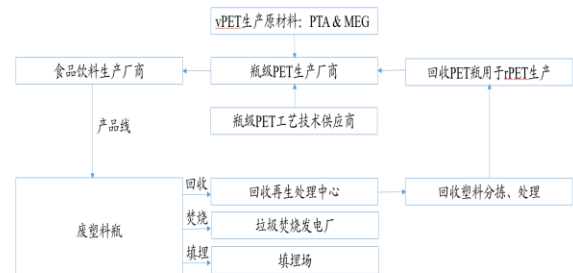 vPET生产原材料：PTA & MEG
食品饮料生产厂商
瓶级PET生产厂商
回收PET瓶用于rPET生产
产品线
瓶级PET工艺技术供应商
废塑料瓶
回收
回收再生处理中心
回收塑料分拣、处理
焚烧
垃圾焚烧发电厂
填埋
填埋场